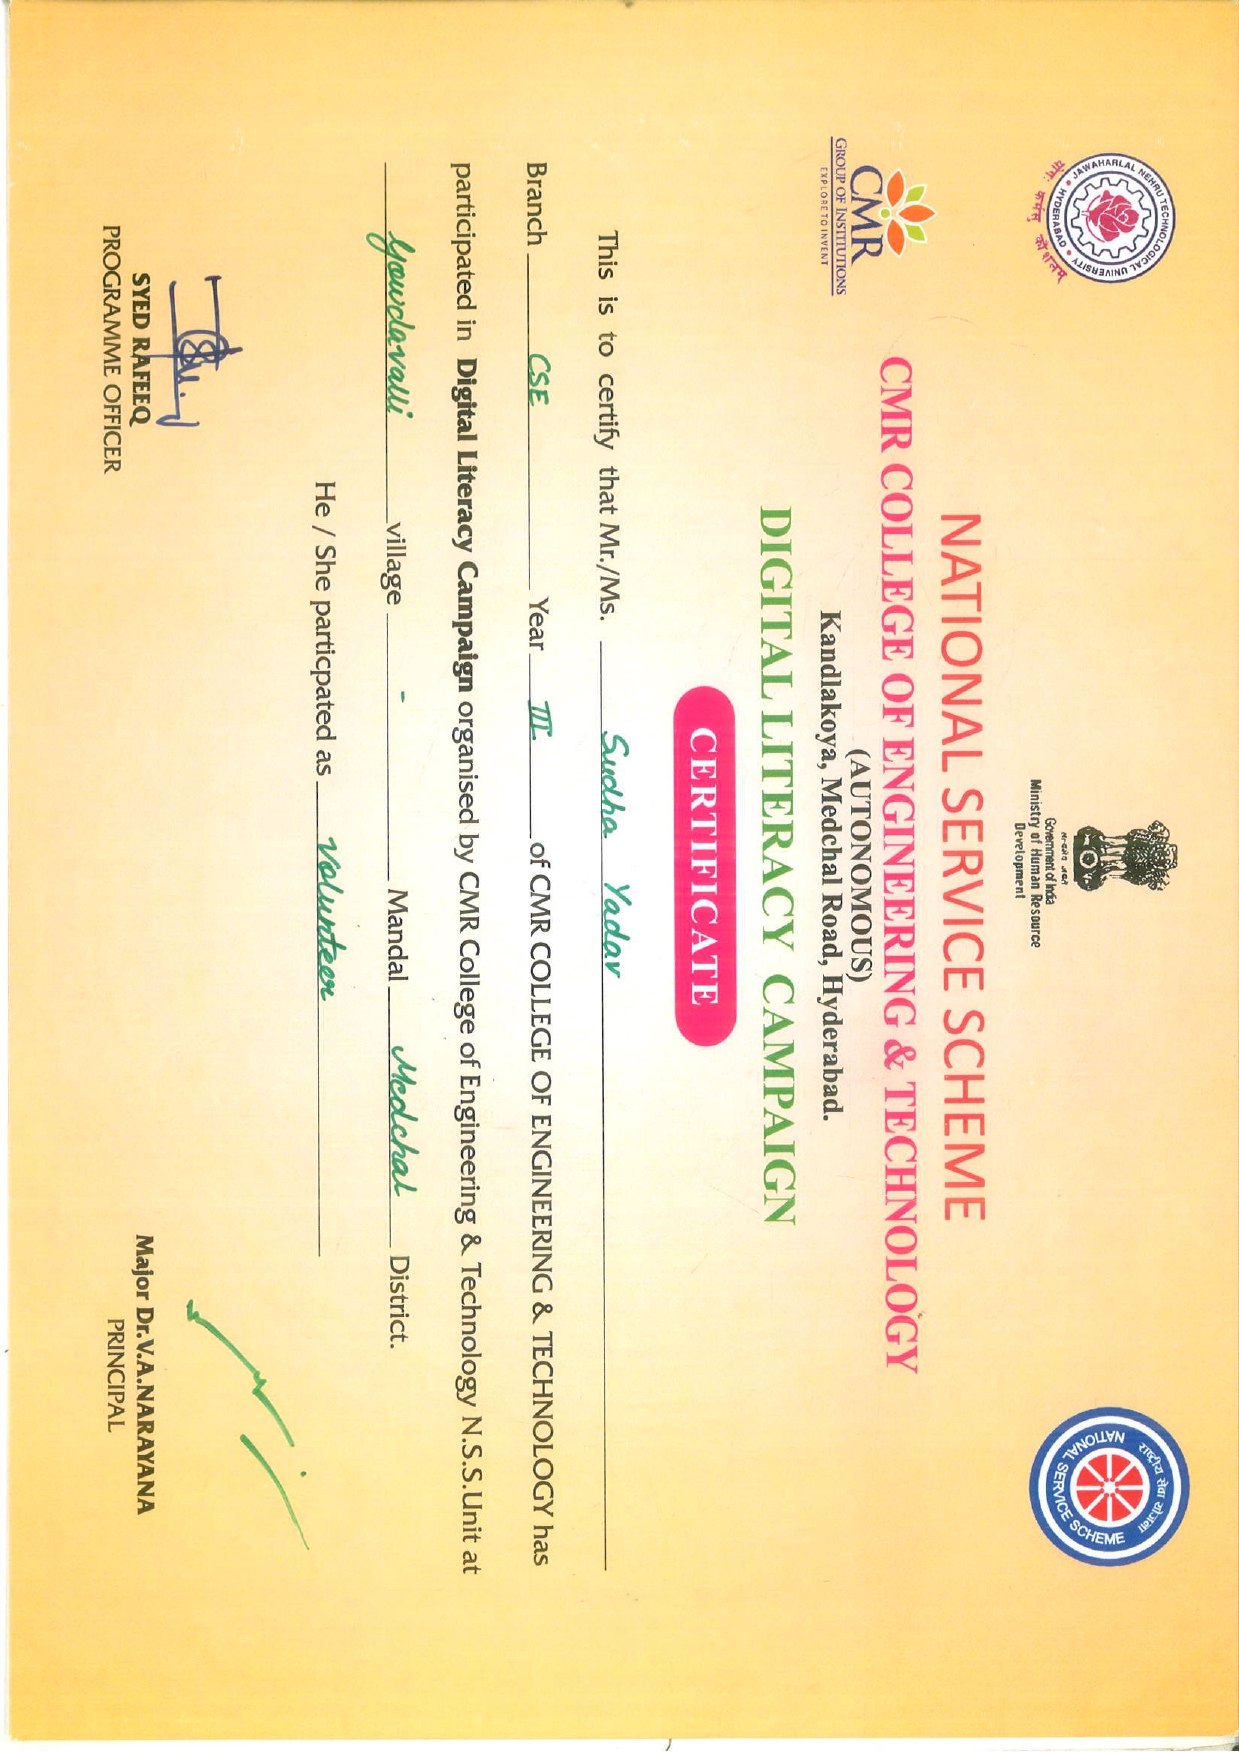 JAWAHARLAL NEHRU TECHNOLOGICAL UNIVERSITY
HYDERABAD
योगः कर्मसु कौशलम्
Government of India
Ministry of Human Resource
Development
राष्ट्रीय सेवा योजना
NATIONAL SERVICE SCHEME
NATIONAL SERVICE SCHEME
CMR
GROUP OF INSTITUTIONS
EXPLORE TO INVENT
CMR COLLEGE OF ENGINEERING & TECHNOLOGY
(AUTONOMOUS)
Kandlakoya, Medchal Road, Hyderabad.
DIGITAL LITERACY CAMPAIGN
CERTIFICATE
This is to certify that Mr./Ms. Sudha Yadav
Branch CSE Year III of CMR COLLEGE OF ENGINEERING & TECHNOLOGY has
participated in Digital Literacy Campaign organised by CMR College of Engineering & Technology N.S.S.Unit at
Gowdavalli village - Mandal Medchal District.
He / She particpated as Volunteer
SYED RAFEEQ
PROGRAMME OFFICER
Major Dr.V.A.NARAYANA
PRINCIPAL